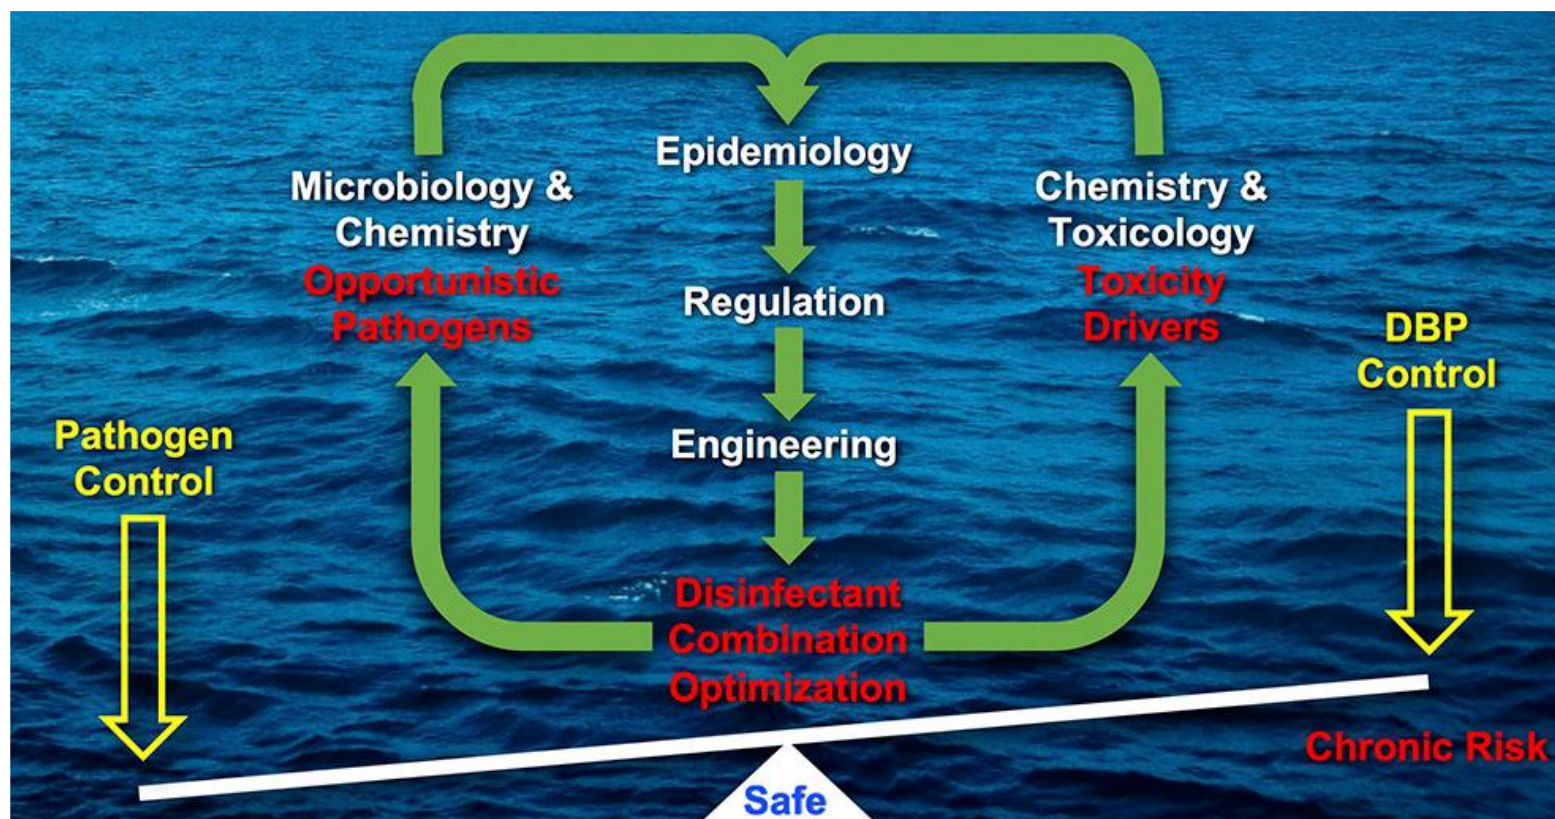 Epidemiology
Microbiology &
Chemistry
Opportunistic
Pathogens
Chemistry &
Toxicology
Toxicity
Drivers
Regulation
DBP
Control
Pathogen
Control
Engineering
Disinfectant
Combination
Optimization
Chronic Risk
Safe